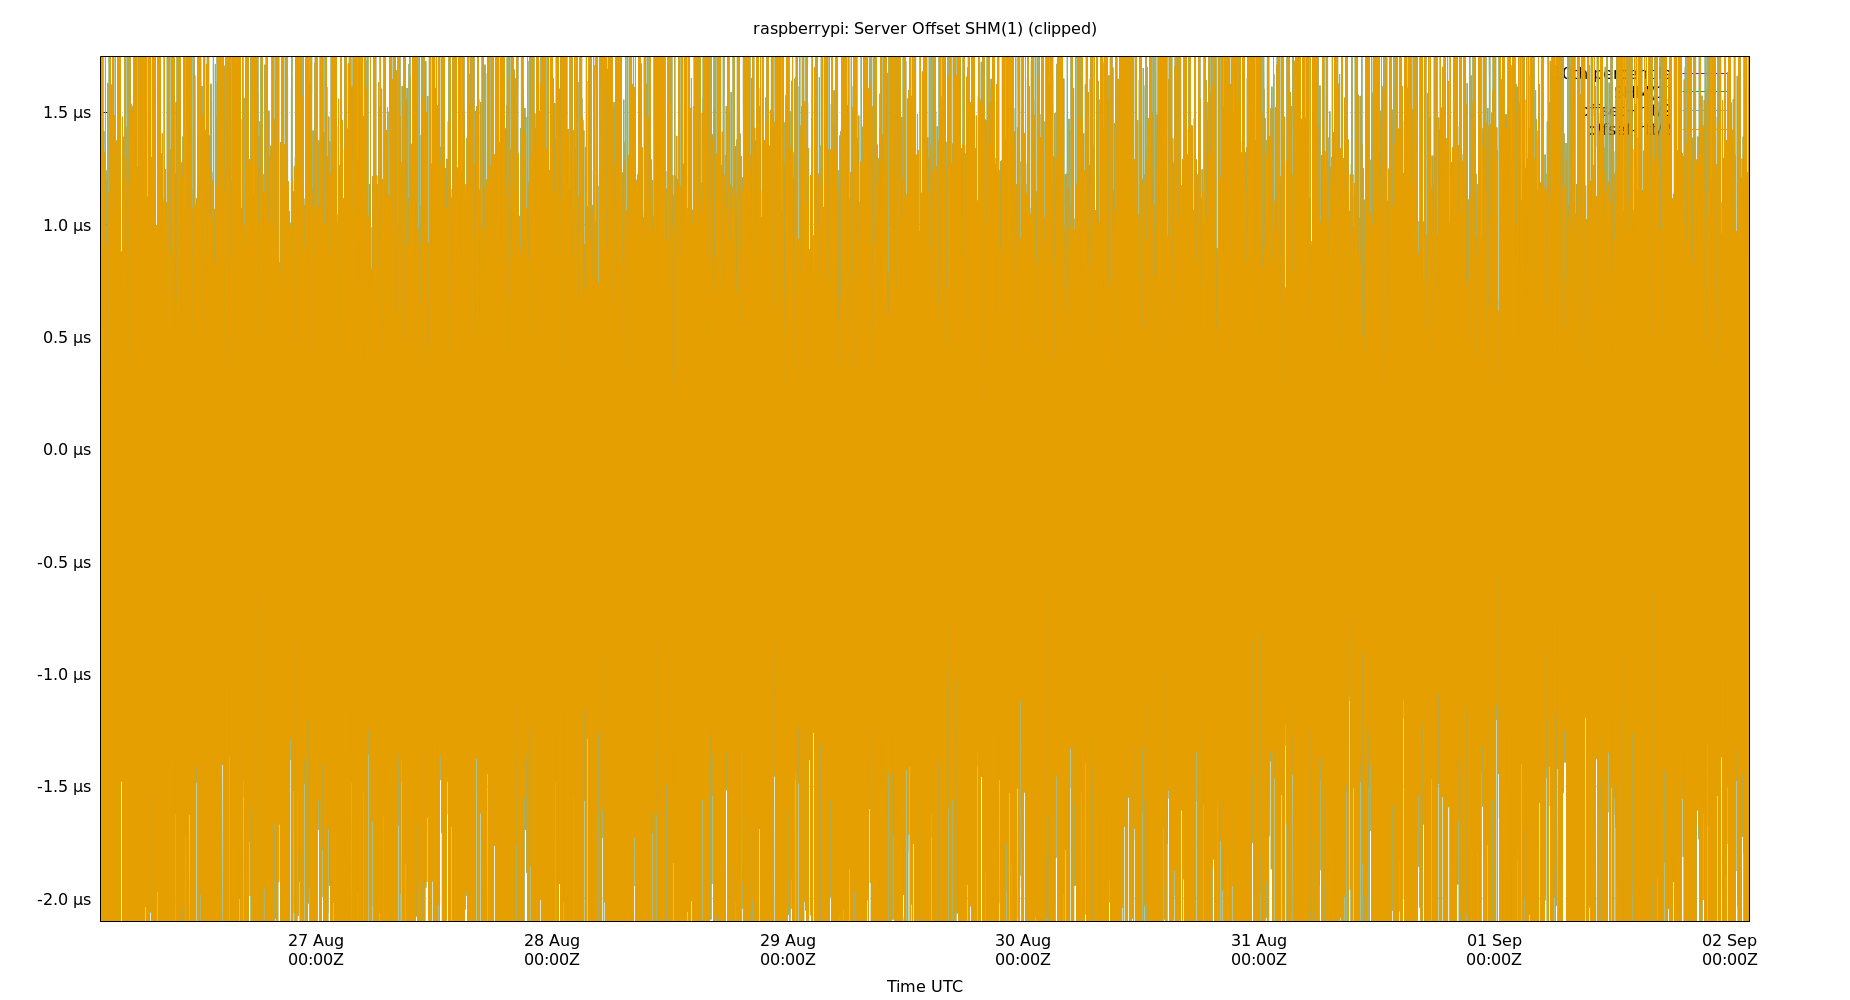 raspberrypi: Server Offset SHM(1) (clipped)
1.5 µs
1.0 µs
0.5 µs
0.0 µs
-0.5 µs
-1.0 µs
-1.5 µs
-2.0 µs
27 Aug 28 Aug 29 Aug 30 Aug 31 Aug 01 Sep 02 Sep
00:00Z 00:00Z 00:00Z 00:00Z 00:00Z 00:00Z 00:00Z
Time UTC